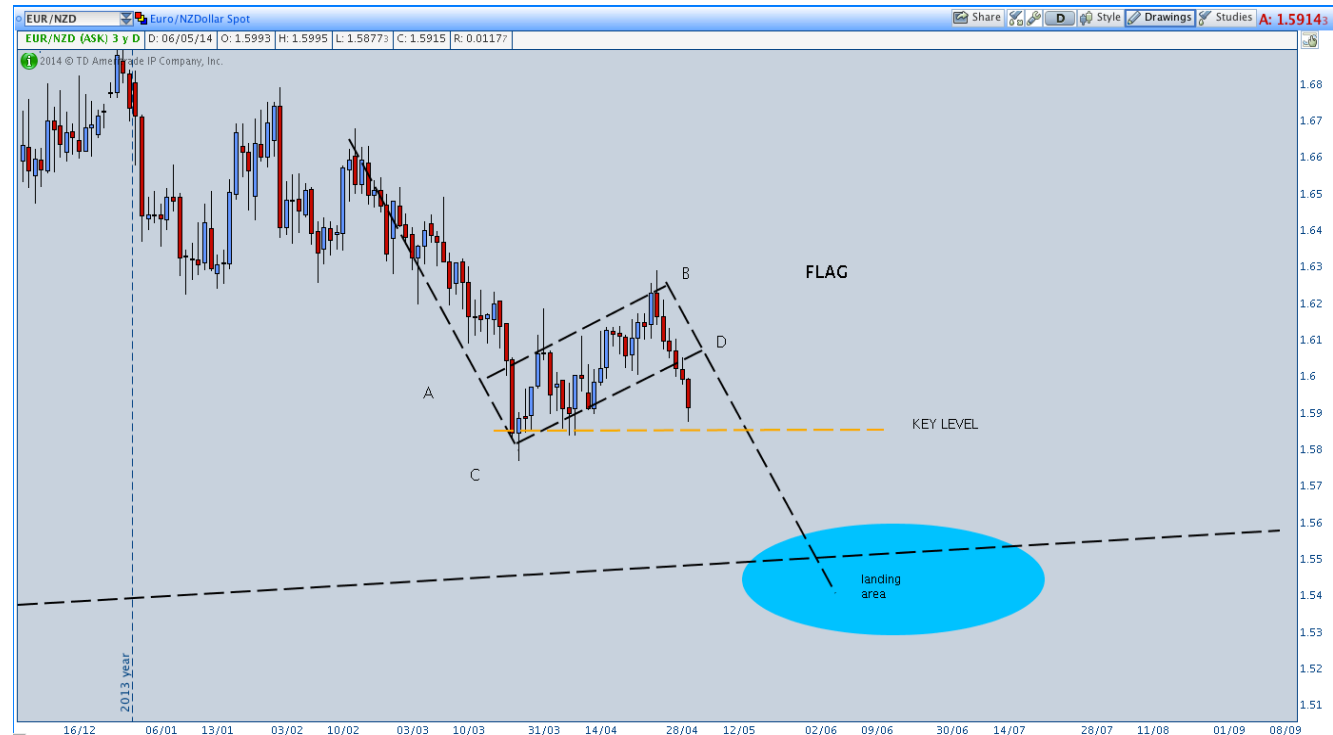 EUR/NZD Euro/NZDollar Spot Share D Style Drawings Studies A: 1.59143
EUR/NZD (ASK) 3 y D D: 06/05/14 O: 1.5993 H: 1.5995 L: 1.58773 C: 1.5915 R: 0.01177
2014 © TD Ameritrade IP Company, Inc.
1.68
1.67
1.66
1.65
1.64
1.63
1.62
1.61
1.6
1.59
1.58
1.57
1.56
1.55
1.54
1.53
1.52
1.51
B
FLAG
D
A
KEY LEVEL
C
landing
area
2013 year
16/12 06/01 13/01 03/02 10/02 03/03 10/03 31/03 14/04 28/04 12/05 02/06 09/06 30/06 14/07 28/07 11/08 01/09 08/09